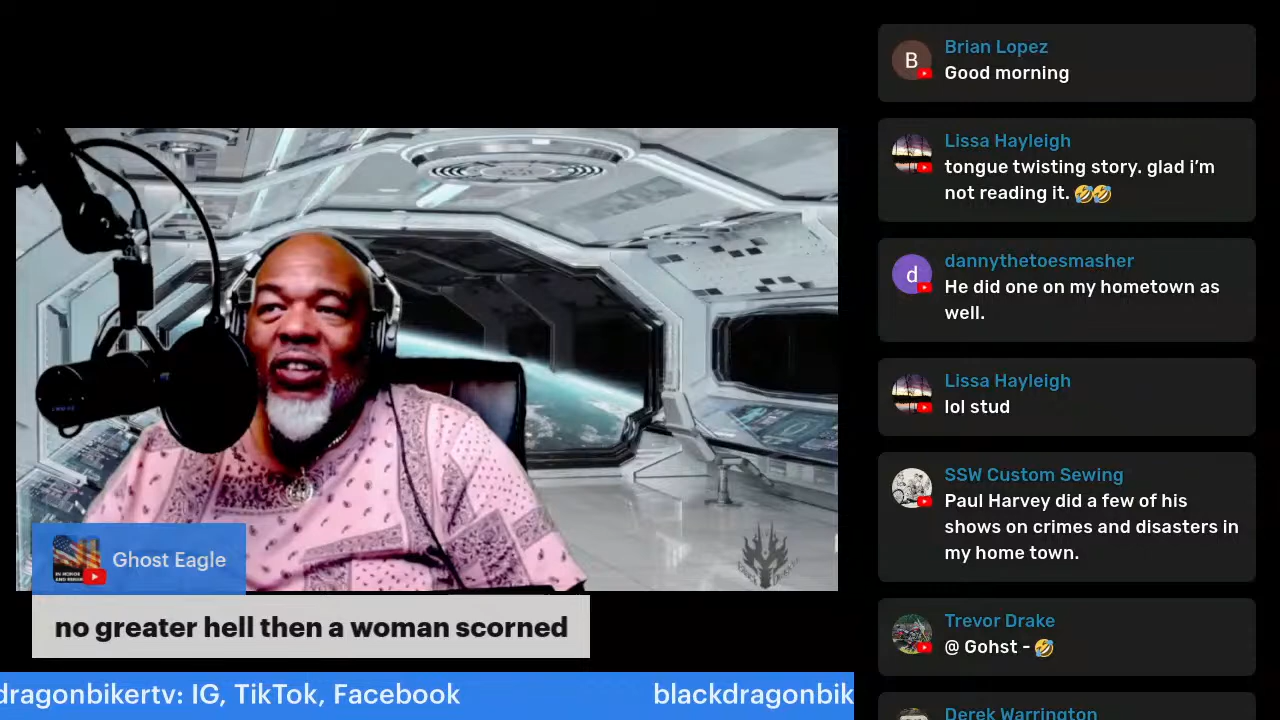 Brian Lopez
Good morning
Lissa Hayleigh
tongue twisting story. glad i’m
not reading it. 🤣🤣
d
dannythetoesmasher
He did one on my hometown as
well.
Lissa Hayleigh
lol stud
SSW Custom Sewing
Paul Harvey did a few of his
shows on crimes and disasters in
my home town.
Trevor Drake
@ Gohst - 🤣
Derek Warrington
B
Ghost Eagle
no greater hell then a woman scorned
dragonbikertv: IG, TikTok, Facebook
blackdragonbik